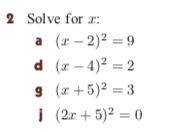 2 Solve for x:
a (x – 2)² = 9
d (x – 4)² = 2
g (x + 5)² = 3
j (2x + 5)² = 0